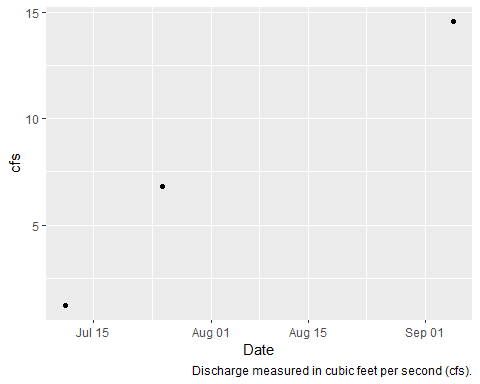 15
10
5
cfs
Jul 15
Aug 01
Aug 15
Sep 01
Date
Discharge measured in cubic feet per second (cfs).